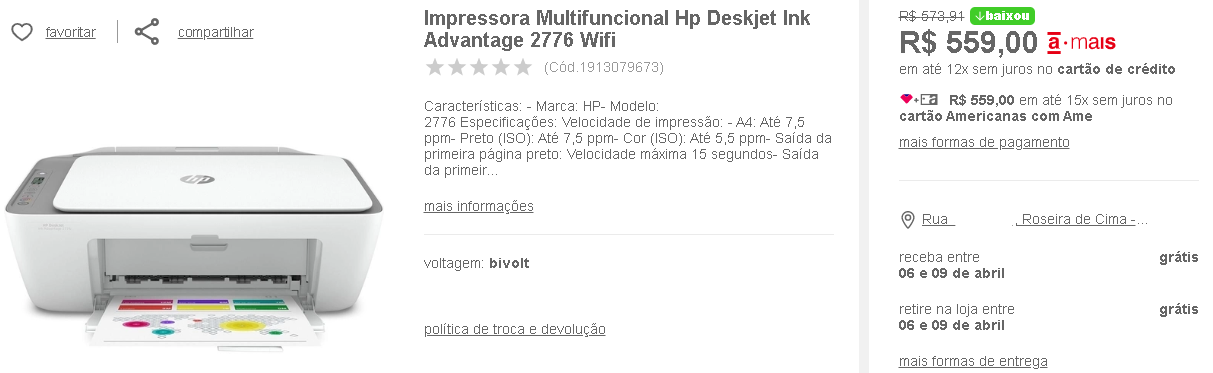 favoritar
compartilhar
hp
Impressora Multifuncional Hp Deskjet Ink
Advantage 2776 Wifi
(Cód.1913079673)
Características: - Marca: HP- Modelo:
2776 Especificações: Velocidade de impressão: - A4: Até 7,5
ppm- Preto (ISO): Até 7,5 ppm- Cor (ISO): Até 5,5 ppm- Saída da
primeira página preto: Velocidade máxima 15 segundos- Saída
da primeir...
mais informações
voltagem: bivolt
política de troca e devolução
R$ 573,91 baixou
R$ 559,00 a mais
em até 12x sem juros no cartão de crédito
R$ 559,00 em até 15x sem juros no
cartão Americanas com Ame
mais formas de pagamento
Rua , Roseira de Cima -...
receba entre grátis
06 e 09 de abril
retire na loja entre grátis
06 e 09 de abril
mais formas de entrega